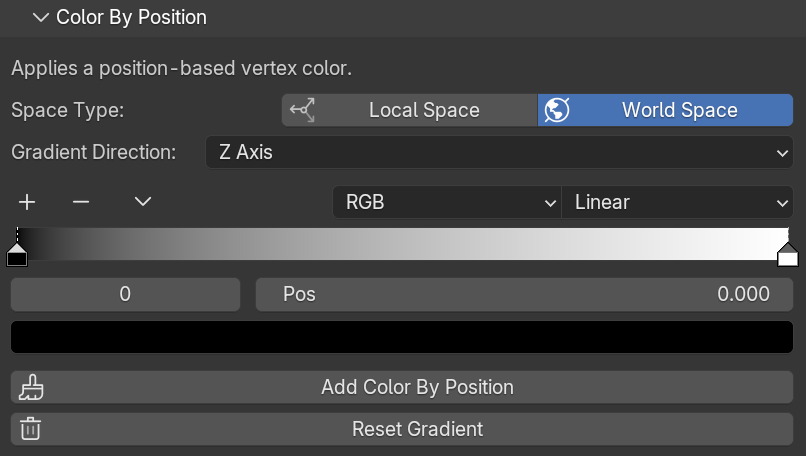 Color By Position
Applies a position-based vertex color.
Space Type: Local Space World Space
Gradient Direction: Z Axis
RGB Linear
0 Pos 0.000
Add Color By Position
Reset Gradient